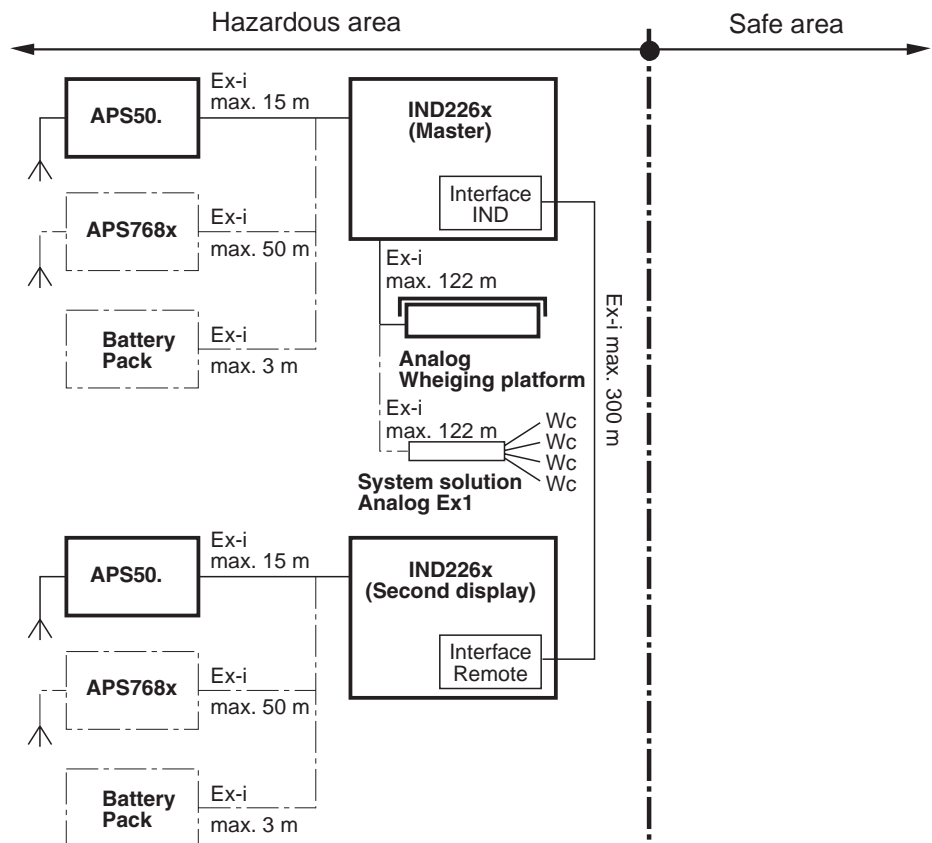 Hazardous area
Safe area
APS50.
Ex-i
max. 15 m
IND226x
(Master)
Interface
IND
APS768x
Ex-i
max. 50 m
Battery
Pack
Ex-i
max. 3 m
Ex-i
max. 122 m
Analog
Wheiging platform
Ex-i
max. 122 m
Wc
Wc
Wc
Wc
System solution
Analog Ex1
Ex-i max. 300 m
APS50.
Ex-i
max. 15 m
IND226x
(Second display)
Interface
Remote
APS768x
Ex-i
max. 50 m
Battery
Pack
Ex-i
max. 3 m